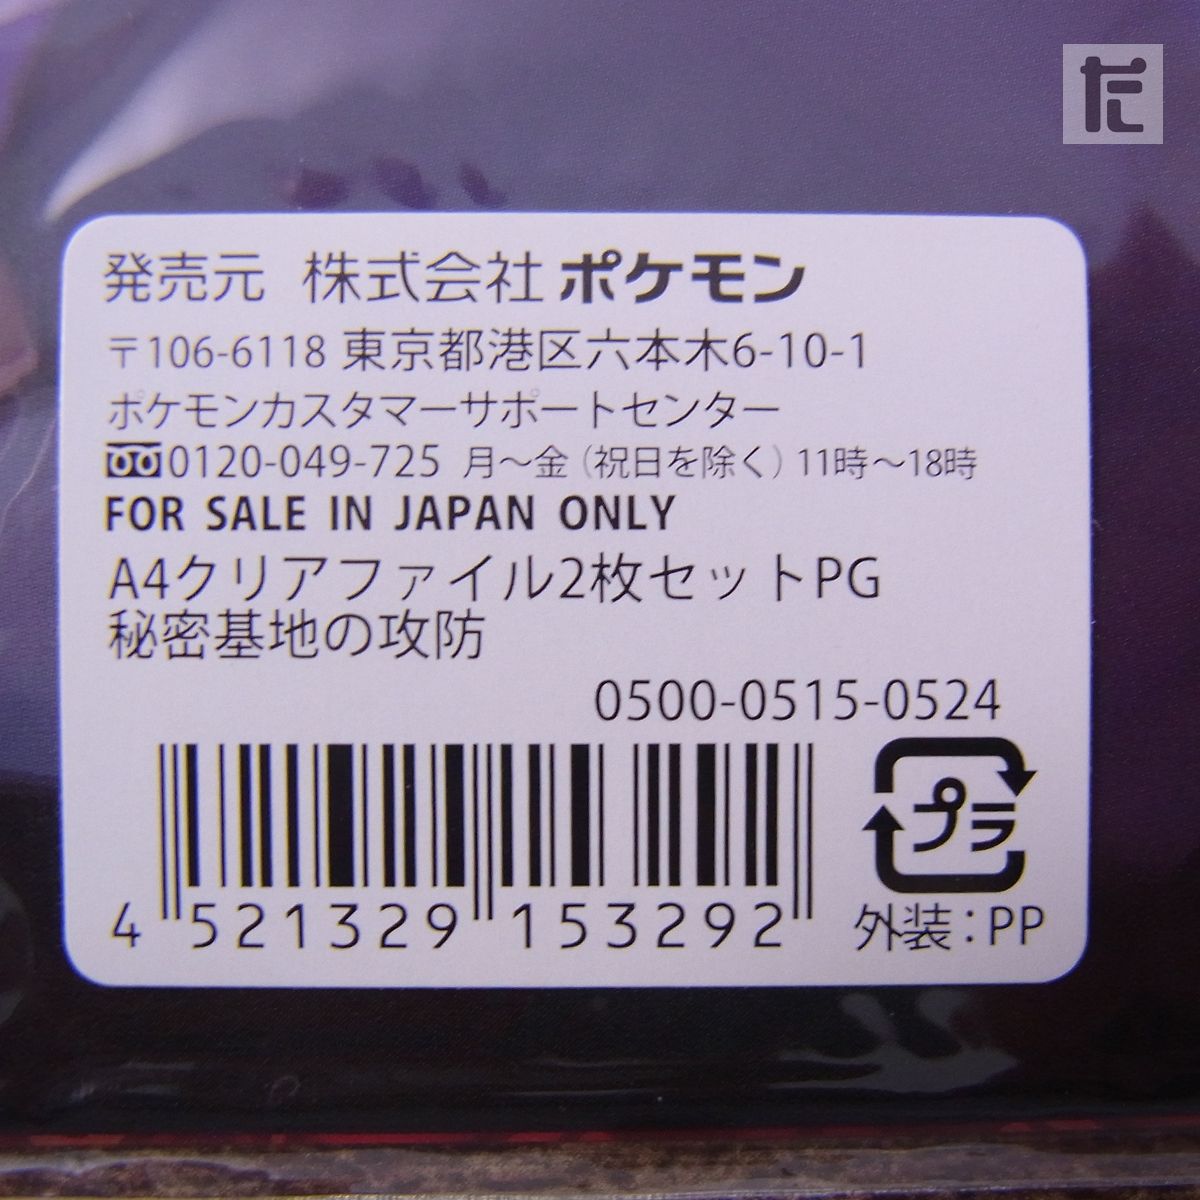 発売元 株式会社ポケモン
〒106-6118 東京都港区六本木6-10-1
ポケモンカスタマーサポートセンター
0120-049-725 月～金（祝日を除く）11時～18時
FOR SALE IN JAPAN ONLY
A4クリアファイル2枚セットPG
秘密基地の攻防
0500-0515-0524
プラ
4 521329 153292
外装：PP